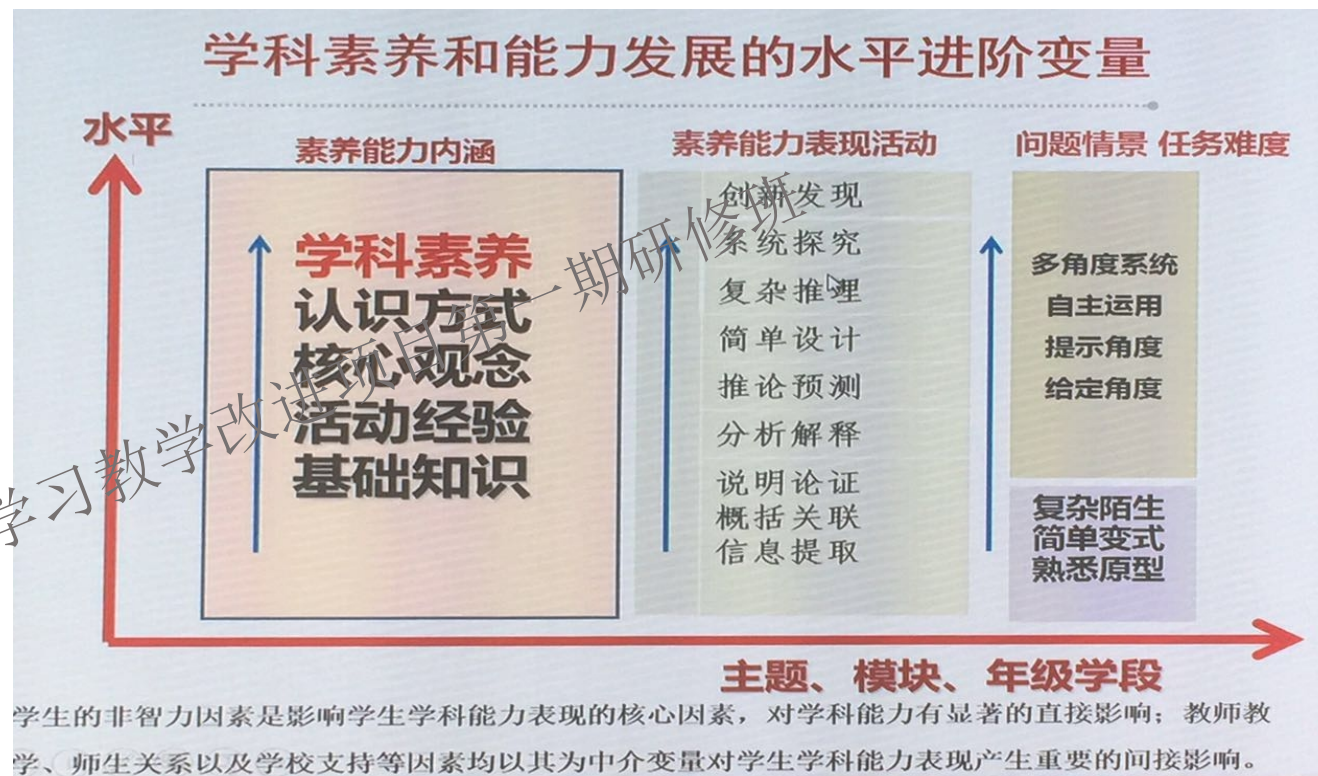 学科素养和能力发展的水平进阶变量
水平
素养能力内涵
学科素养
认识方式
核心观念
活动经验
基础知识
素养能力表现活动
创新发现
系统探究
复杂推理
简单设计
推论预测
分析解释
说明论证
概括关联
信息提取
问题情景 任务难度
多角度系统
自主运用
提示角度
给定角度
复杂陌生
简单变式
熟悉原型
主题、模块、年级学段
学生的非智力因素是影响学生学科能力表现的核心因素，对学科能力有显著的直接影响；教师教
学、师生关系以及学校支持等因素均以其为中介变量对学生学科能力表现产生重要的间接影响。
学习教学改进项目第一期研修班